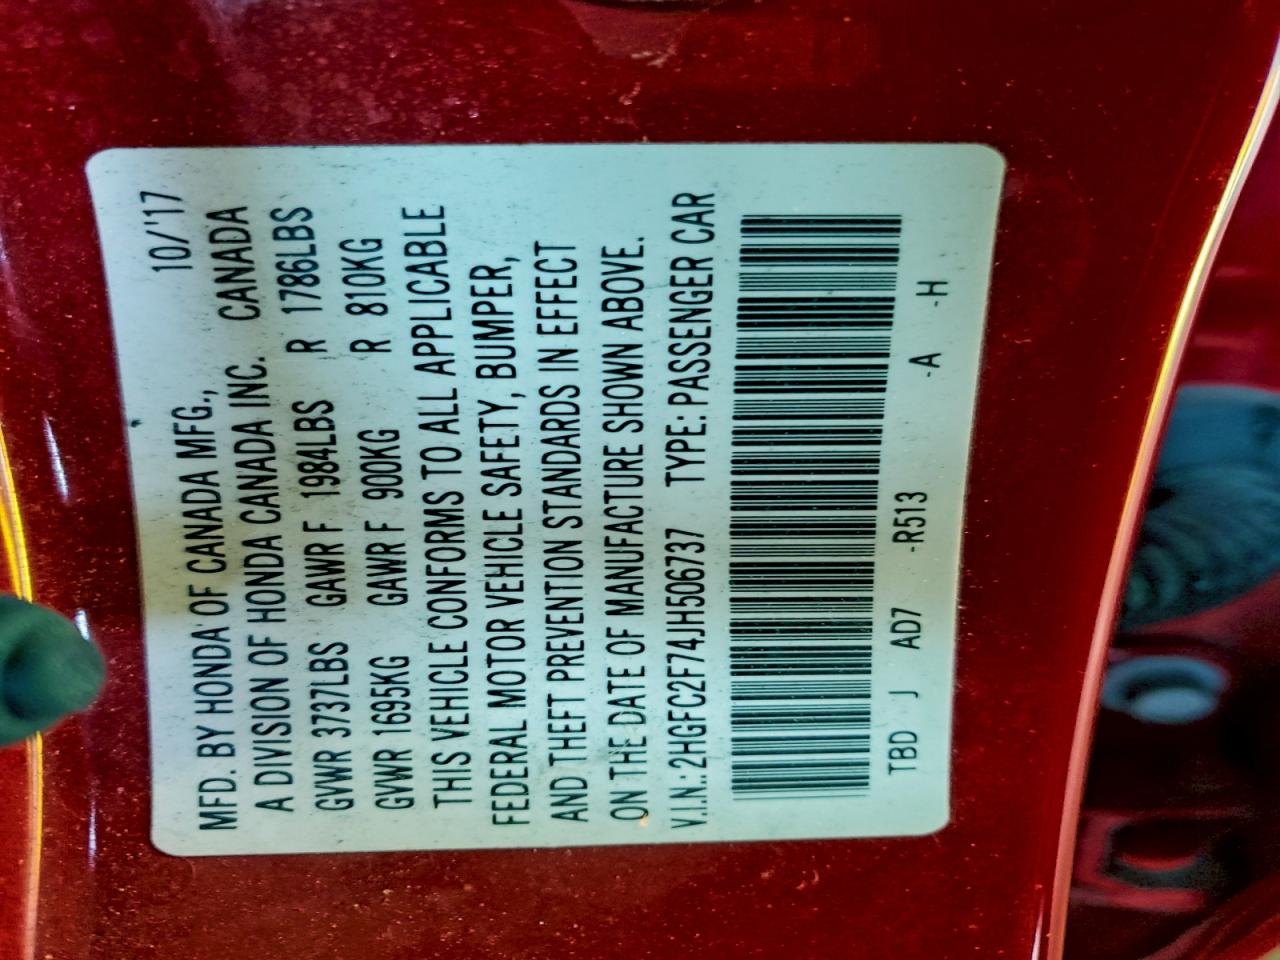 MFD. BY HONDA OF CANADA MFG., 10/'17
A DIVISION OF HONDA CANADA INC. CANADA
GVWR 3737LBS GAWR F 1984LBS R 1786LBS
GVWR 1695KG GAWR F 900KG R 810KG
THIS VEHICLE CONFORMS TO ALL APPLICABLE
FEDERAL MOTOR VEHICLE SAFETY, BUMPER,
AND THEFT PREVENTION STANDARDS IN EFFECT
ON THE DATE OF MANUFACTURE SHOWN ABOVE.
V.I.N.: 2HGFC2F74JH506737 TYPE: PASSENGER CAR
TBD J AD7 -R513 -A -H